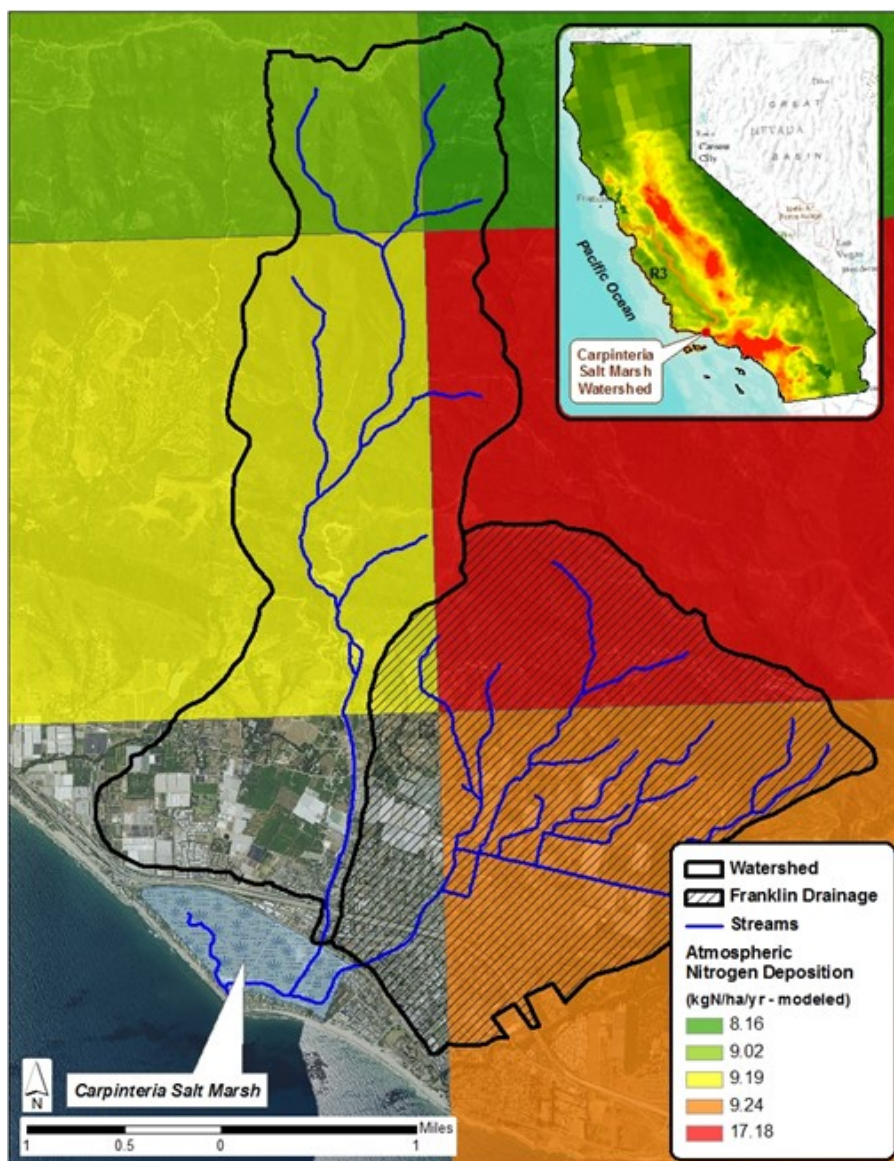 GREAT
NEVADA
BASIN
Carson
City
Las
Vegas
Pacific Ocean
R3
Carpinteria
Salt Marsh
Watershed
Watershed
Franklin Drainage
Streams
Atmospheric
Nitrogen Deposition
(kgN/ha/yr - modeled)
8.16
9.02
9.19
9.24
17.18
Carpinteria Salt Marsh
N
Miles
1 0.5 0 1